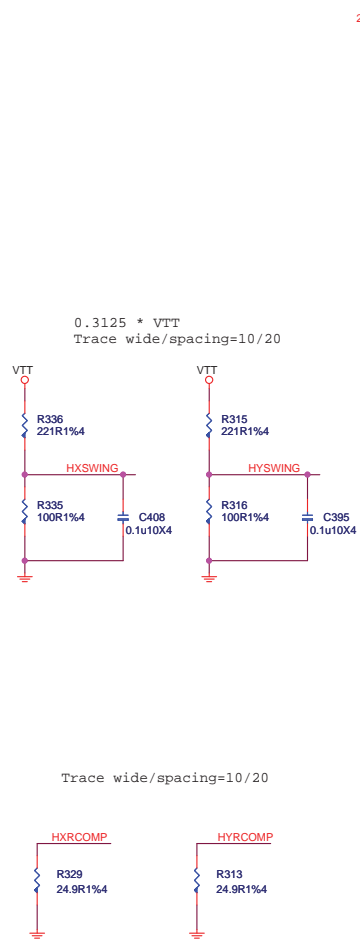 2
0.3125 * VTT
Trace wide/spacing=10/20
VTT
VTT
R336
221R1%4
R315
221R1%4
HXSWING
HYSWING
R335
100R1%4
C408
0.1u10X4
R316
100R1%4
C395
0.1u10X4
Trace wide/spacing=10/20
HXRCOMP
HYRCOMP
R329
24.9R1%4
R313
24.9R1%4